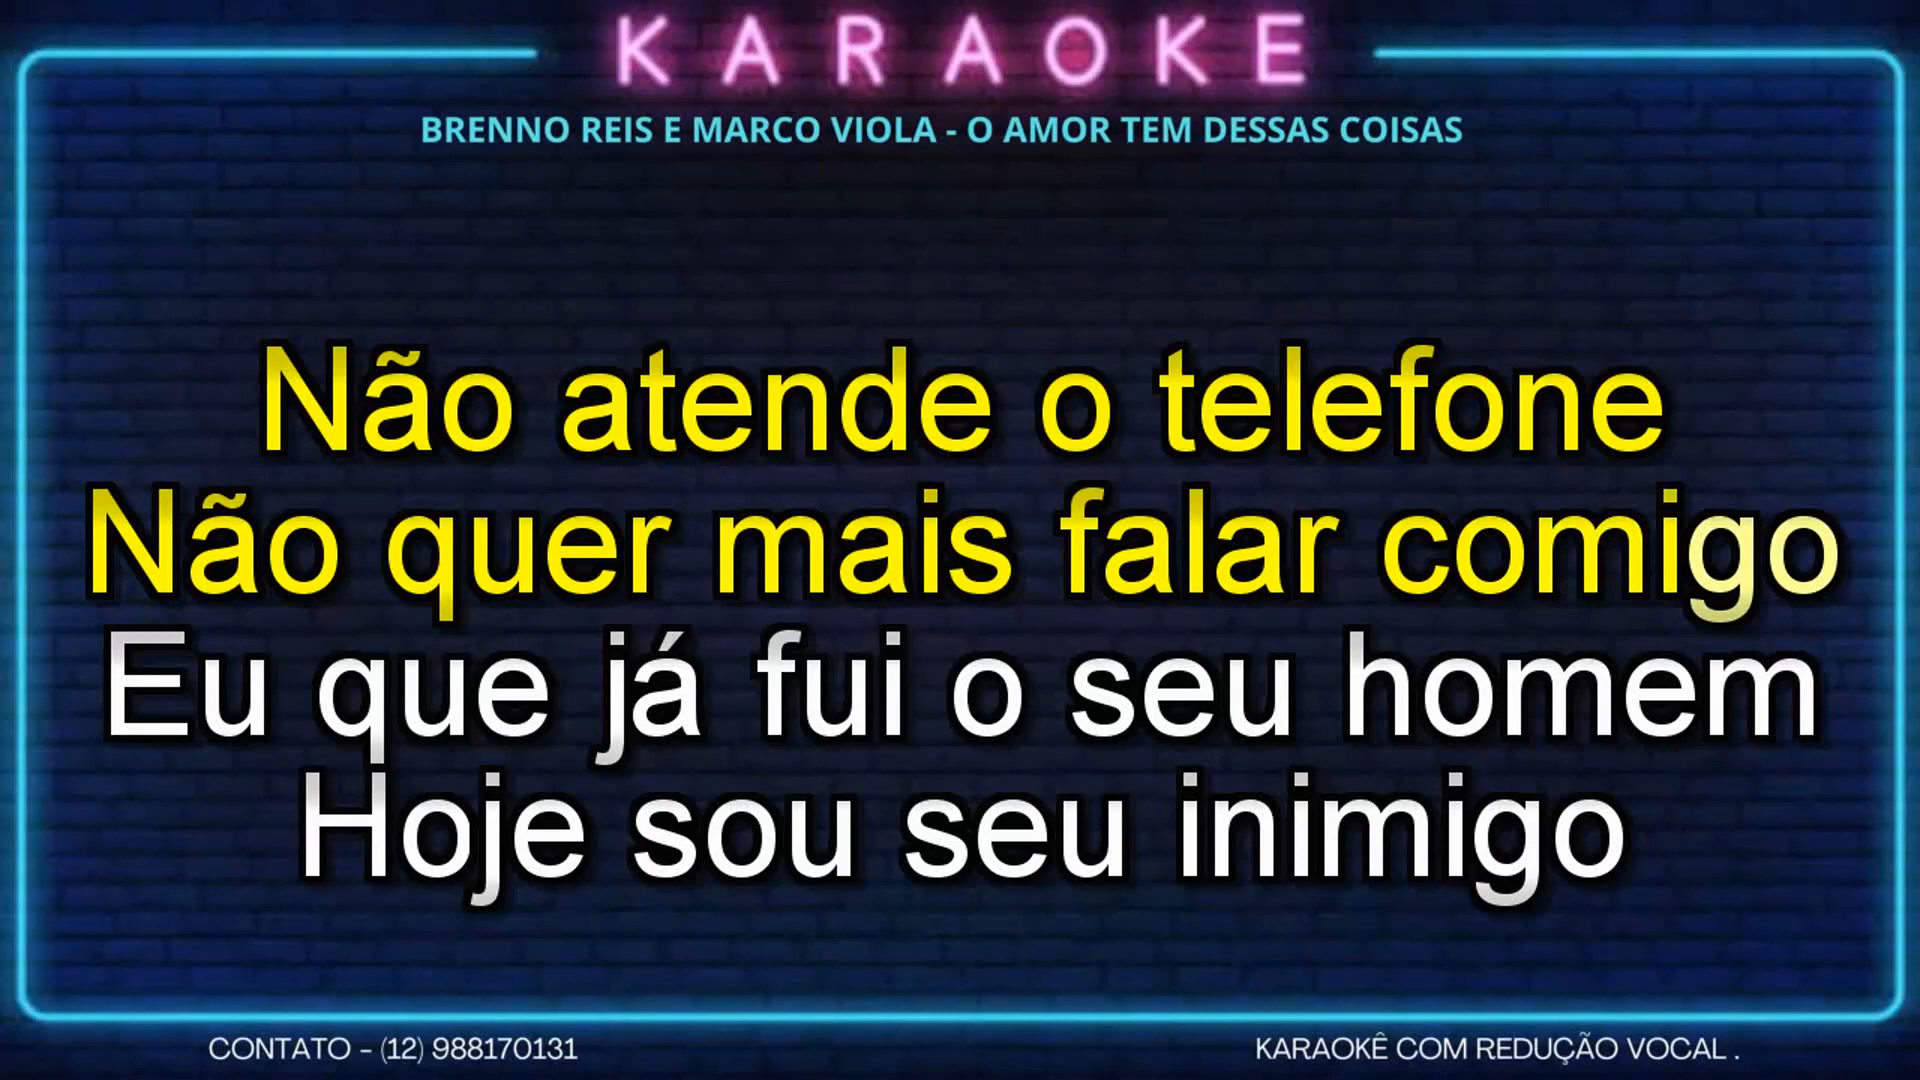 KARAOKE
BRENNO REIS E MARCO VIOLA - O AMOR TEM DESSAS COISAS
Não atende o telefone
Não quer mais falar comigo
Eu que já fui o seu homem
Hoje sou seu inimigo
CONTATO - (12) 988170131
KARAOKÊ COM REDUÇÃO VOCAL .